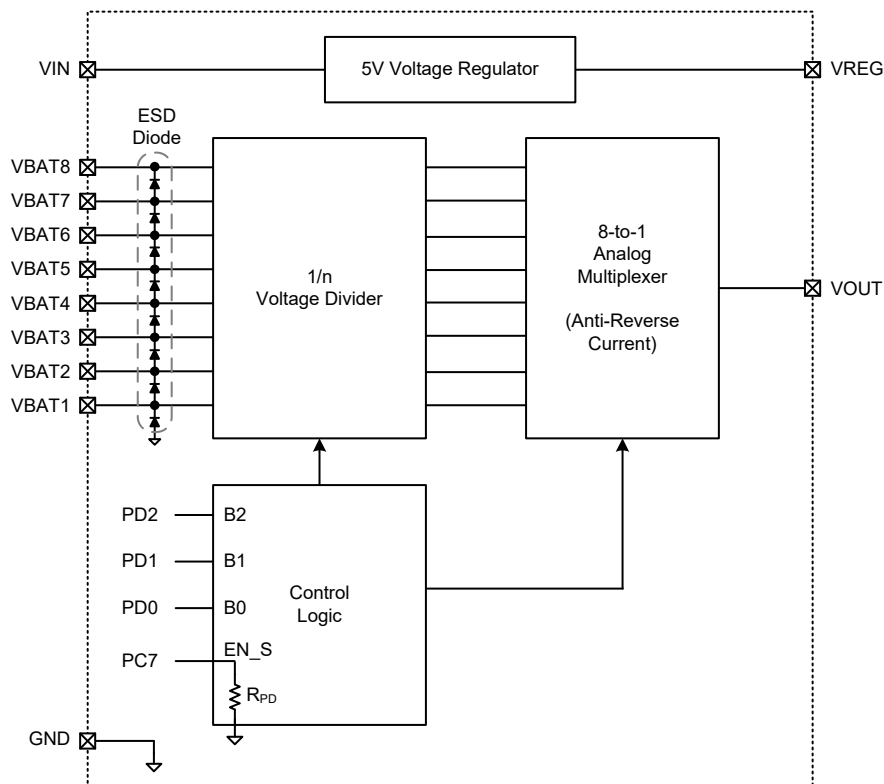 VIN
5V Voltage Regulator
VREG
ESD
Diode
VBAT8
VBAT7
VBAT6
VBAT5
VBAT4
VBAT3
VBAT2
VBAT1
1/n
Voltage Divider
8-to-1
Analog
Multiplexer
(Anti-Reverse
Current)
VOUT
PD2
B2
PD1
B1
PD0
B0
PC7
EN_S
RPD
Control
Logic
GND